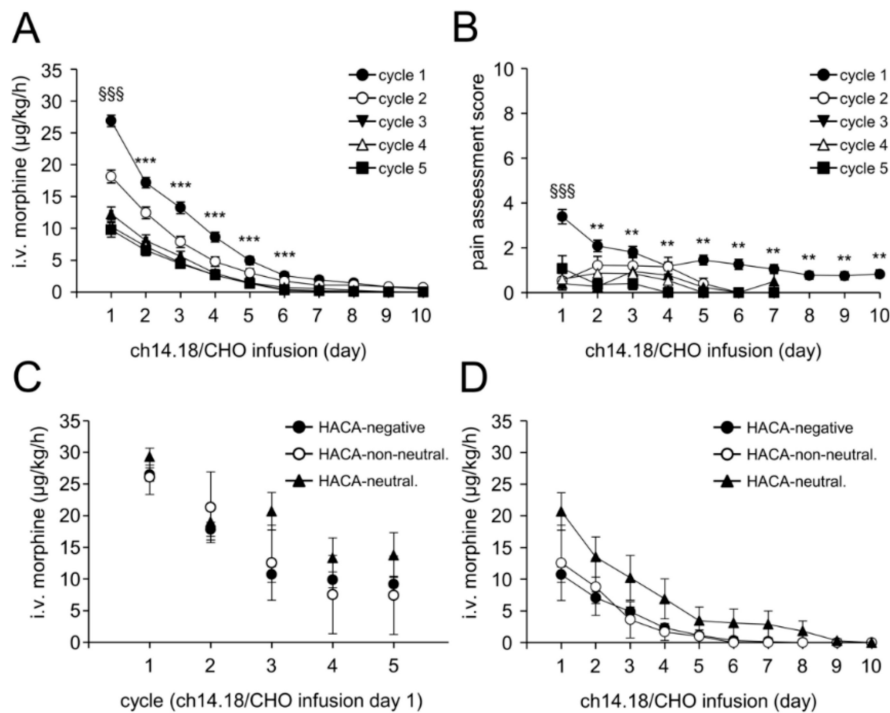 A
i.v. morphine (µg/kg/h)
35
30
25
20
15
10
5
0
§§§
***
***
***
***
***
cycle 1
cycle 2
cycle 3
cycle 4
cycle 5
1 2 3 4 5 6 7 8 9 10
ch14.18/CHO infusion (day)
B
pain assessment score
10
8
6
4
2
0
§§§
** ** ** ** ** ** ** ** **
cycle 1
cycle 2
cycle 3
cycle 4
cycle 5
1 2 3 4 5 6 7 8 9 10
ch14.18/CHO infusion (day)
C
i.v. morphine (µg/kg/h)
35
30
25
20
15
10
5
0
HACA-negative
HACA-non-neutral.
HACA-neutral.
1 2 3 4 5
cycle (ch14.18/CHO infusion day 1)
D
i.v. morphine (µg/kg/h)
35
30
25
20
15
10
5
0
HACA-negative
HACA-non-neutral.
HACA-neutral.
1 2 3 4 5 6 7 8 9 10
ch14.18/CHO infusion (day)